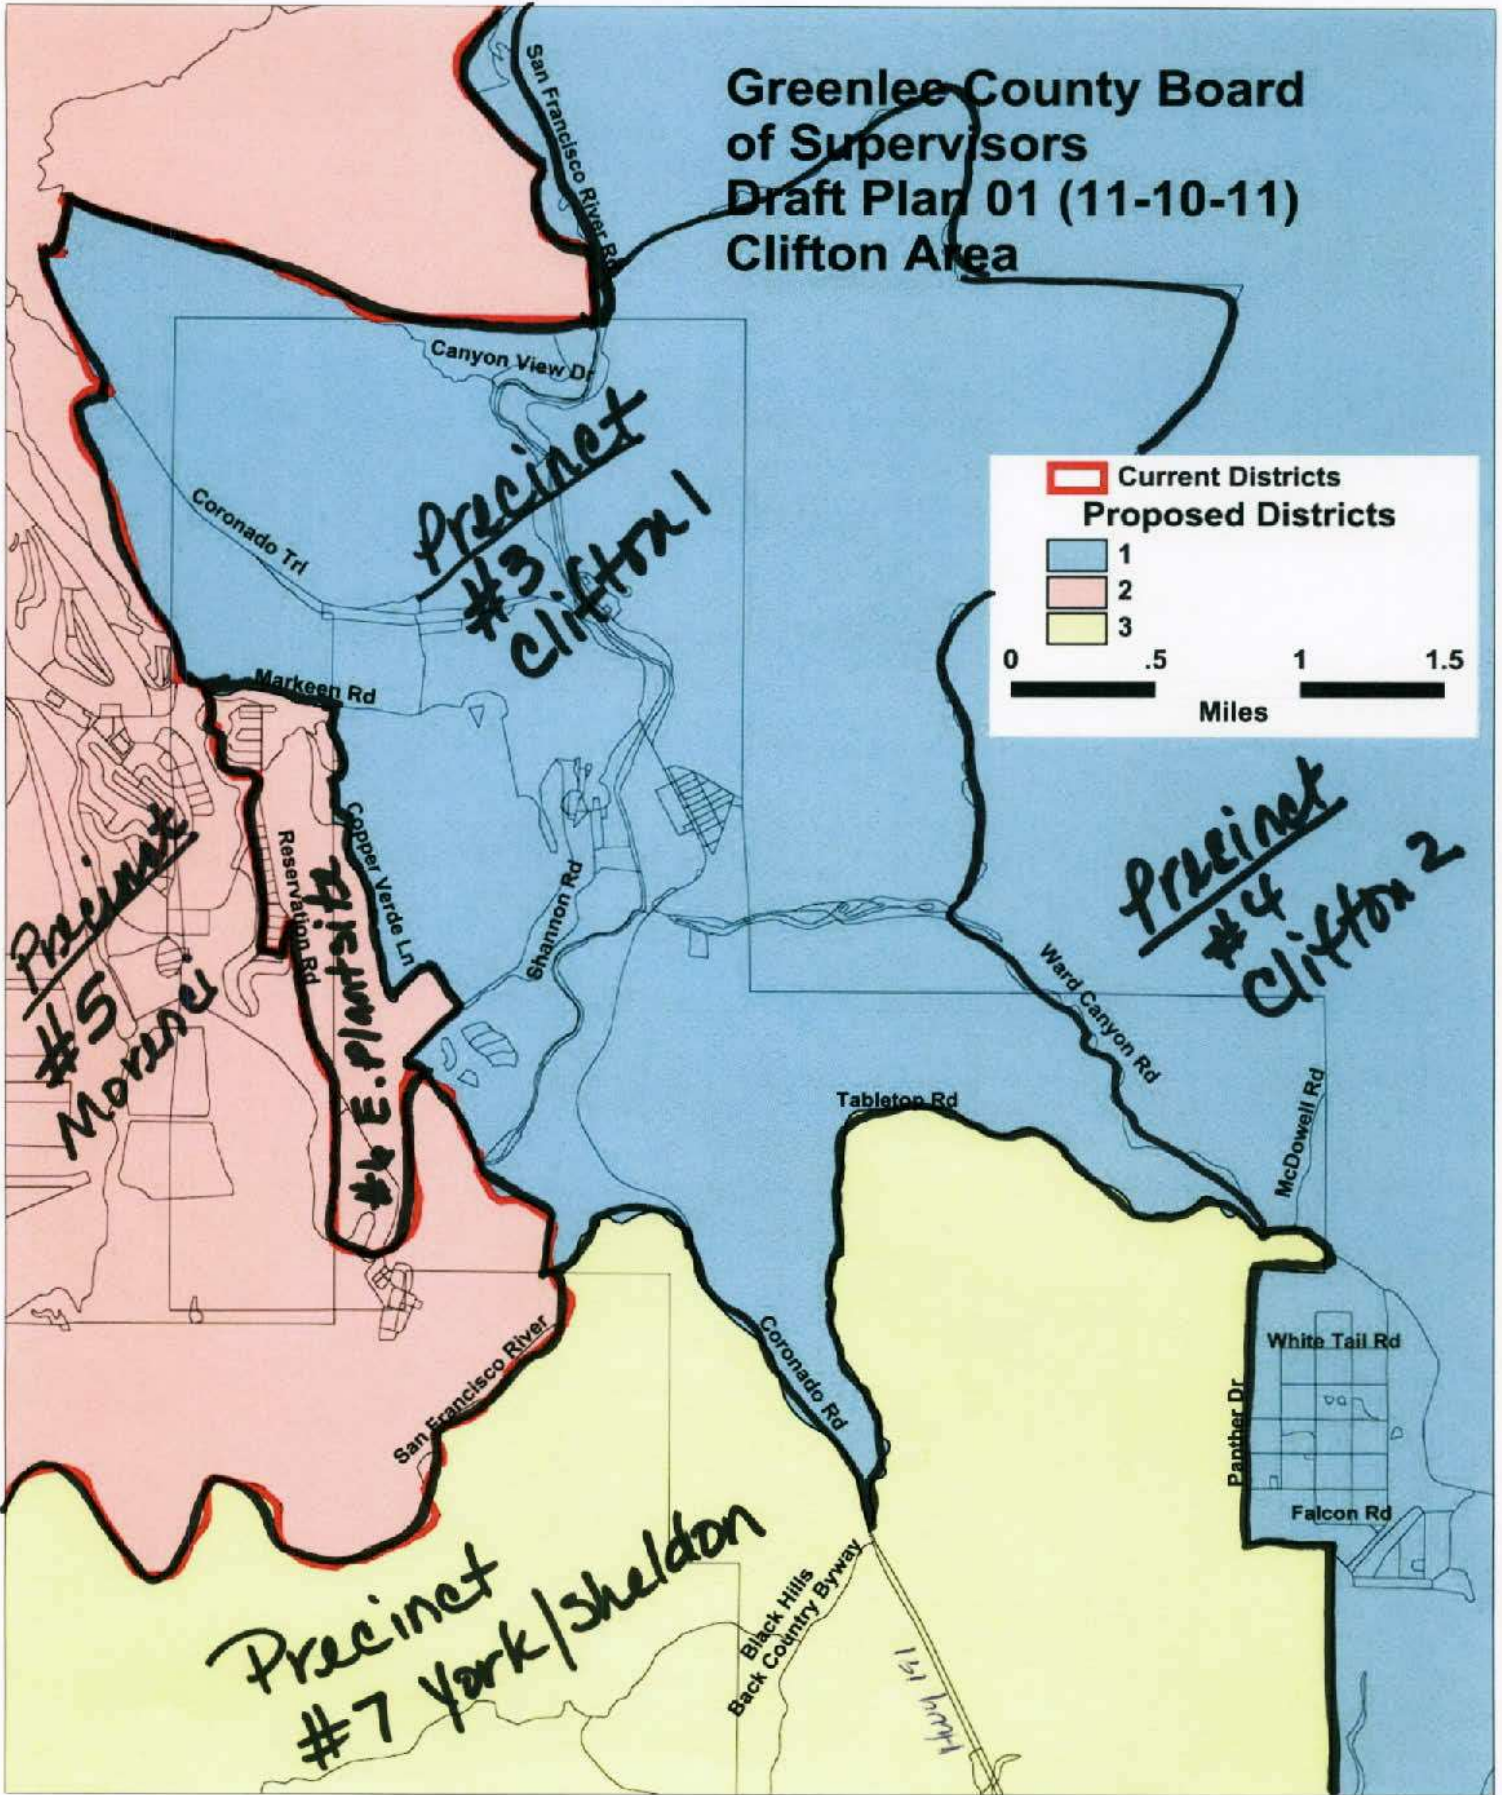 Greenlee County Board
of Supervisors
Draft Plan 01 (11-10-11)
Clifton Area
San Francisco River Rd
Canyon View Dr
Precinct
#3
Clifton 1
Coronado Trl
Current Districts
Proposed Districts
1
2
3
0 .5 1 1.5
Miles
Markeen Rd
Precinct
#4
Clifton 2
Precinct
#5
Morenci
Reservation Rd
#6 E. Plantsite
Copper Verde Ln
Shannon Rd
Ward Canyon Rd
McDowell Rd
Tabletop Rd
San Francisco River
Coronado Rd
White Tail Rd
Panther Dr
Falcon Rd
Precinct
#7 York/Sheldon
Black Hills
Back Country Byway
Hwy 191